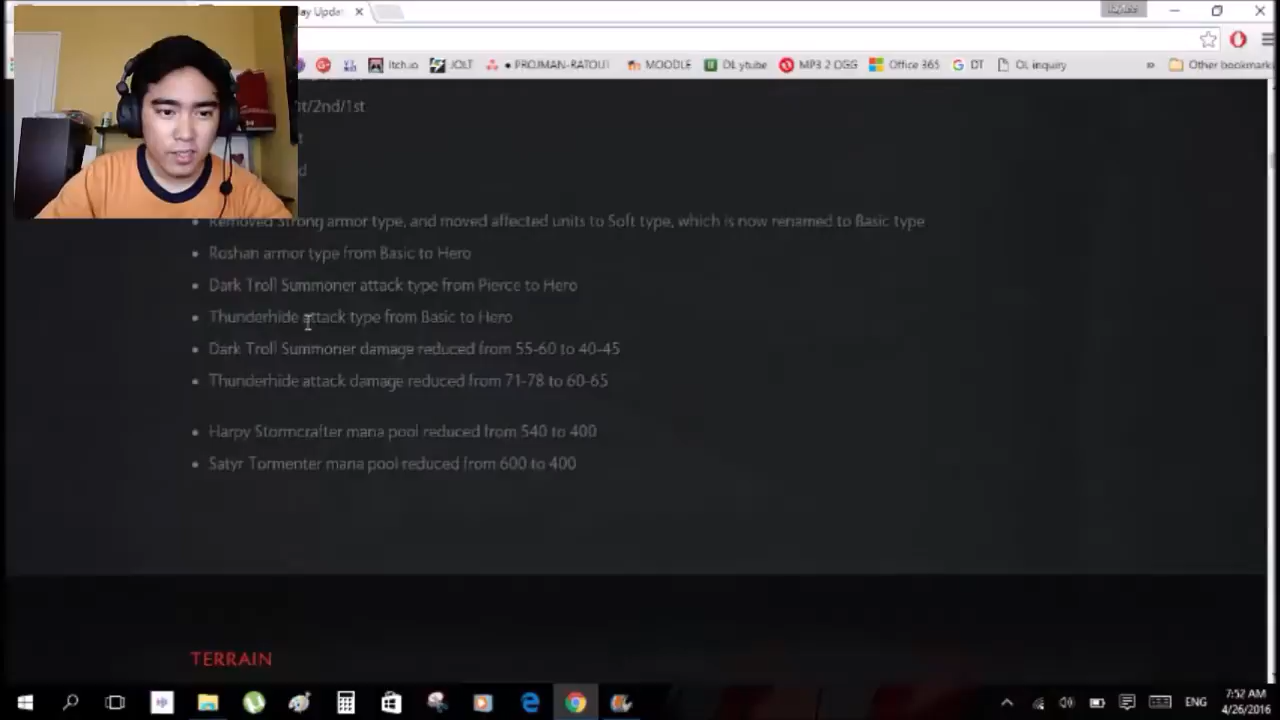 lay Upda
Itch.io
JOLT
● PROJMAN-RATOUT
MOODLE
DL ytube
MP3 2 OGG
Office 365
DT
OL inquiry
»
Other bookmark
/2nd/1st
Removed Strong armor type, and moved affected units to Soft type, which is now renamed to Basic type
Roshan armor type from Basic to Hero
Dark Troll Summoner attack type from Pierce to Hero
Thunderhide attack type from Basic to Hero
Dark Troll Summoner damage reduced from 55-60 to 40-45
Thunderhide attack damage reduced from 71-78 to 60-65
Harpy Stormcrafter mana pool reduced from 540 to 400
Satyr Tormenter mana pool reduced from 600 to 400
TERRAIN
ENG
7:52 AM
4/26/2016